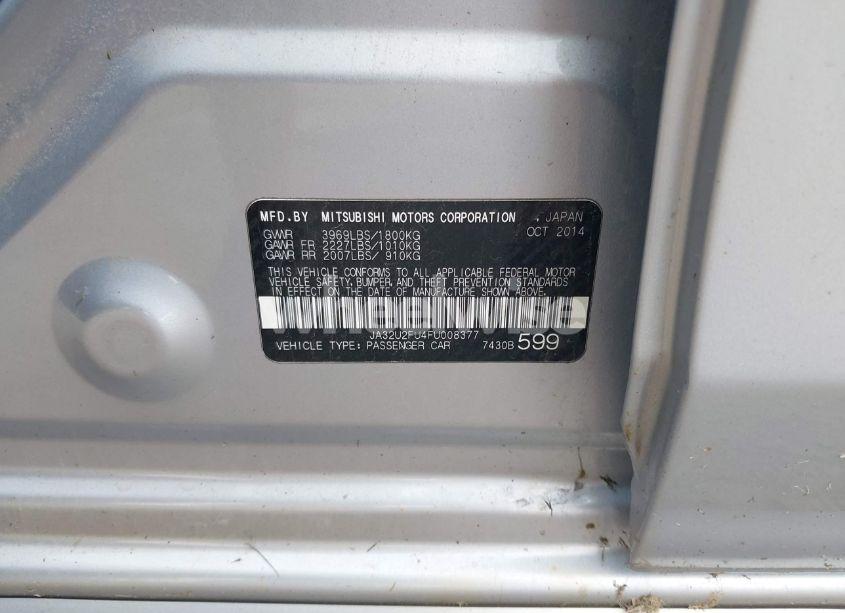 MFD.BY MITSUBISHI MOTORS CORPORATION , JAPAN
GVWR 3969LBS/1800KG OCT 2014
GAWR FR 2227LBS/1010KG
GAWR RR 2007LBS/ 910KG
THIS VEHICLE CONFORMS TO ALL APPLICABLE FEDERAL MOTOR
VEHICLE SAFETY, BUMPER, AND THEFT PREVENTION STANDARDS
IN EFFECT ON THE DATE OF MANUFACTURE SHOWN ABOVE.
JA32U2FU4FU008377
VEHICLE TYPE: PASSENGER CAR 7430B 599